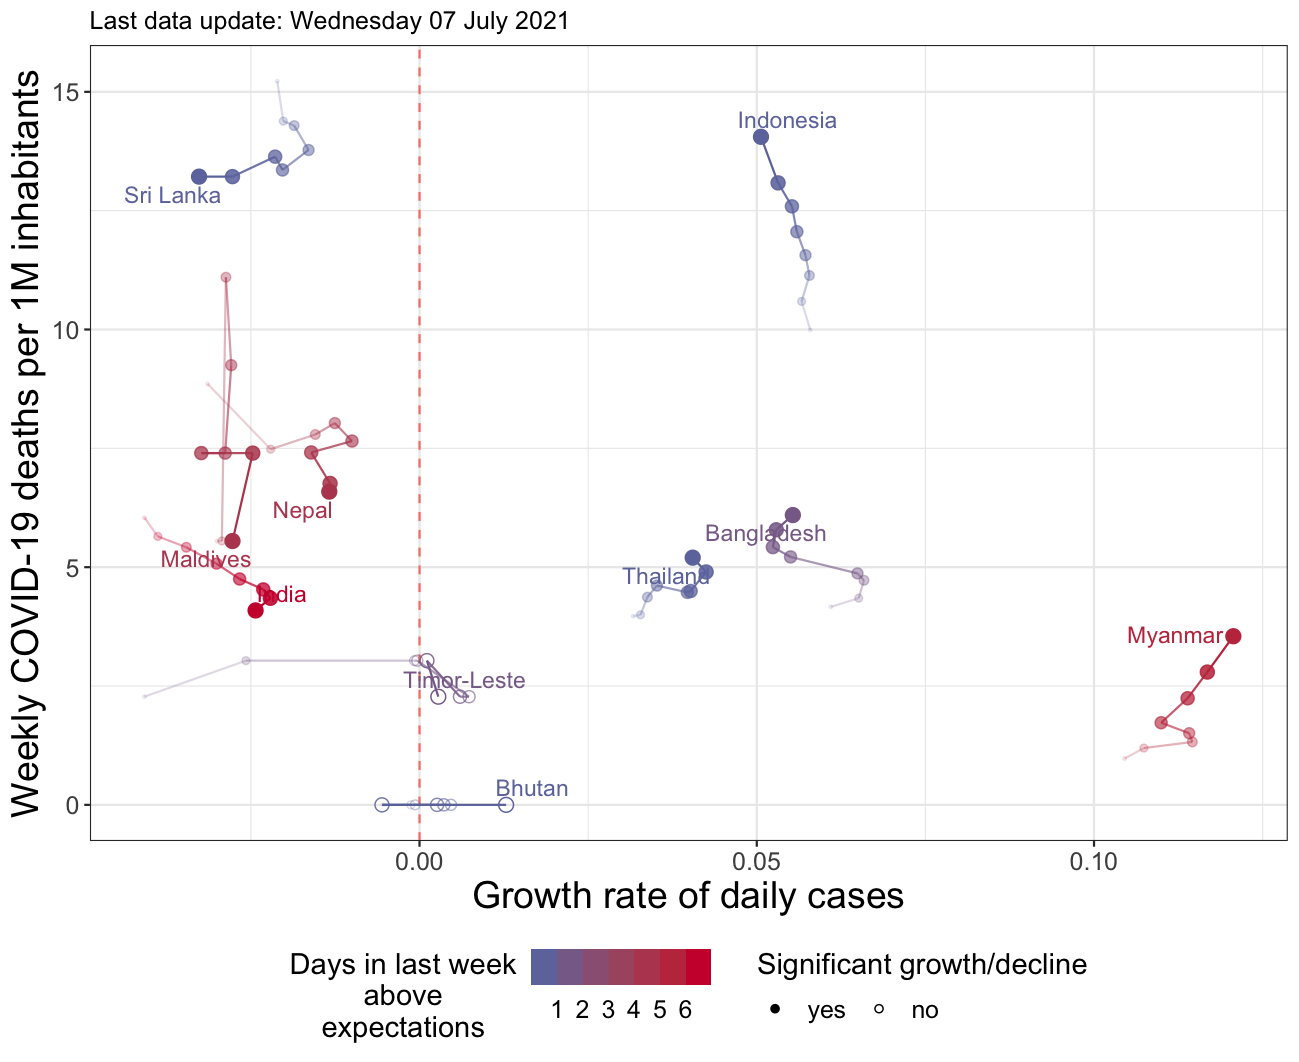 Last data update: Wednesday 07 July 2021
Weekly COVID-19 deaths per 1M inhabitants
15
10
5
0
Indonesia
Sri Lanka
Nepal
Bangladesh
Maldives
Thailand
India
Myanmar
Timor-Leste
Bhutan
0.00 0.05 0.10
Growth rate of daily cases
Days in last week
above
expectations
1 2 3 4 5 6
Significant growth/decline
yes no